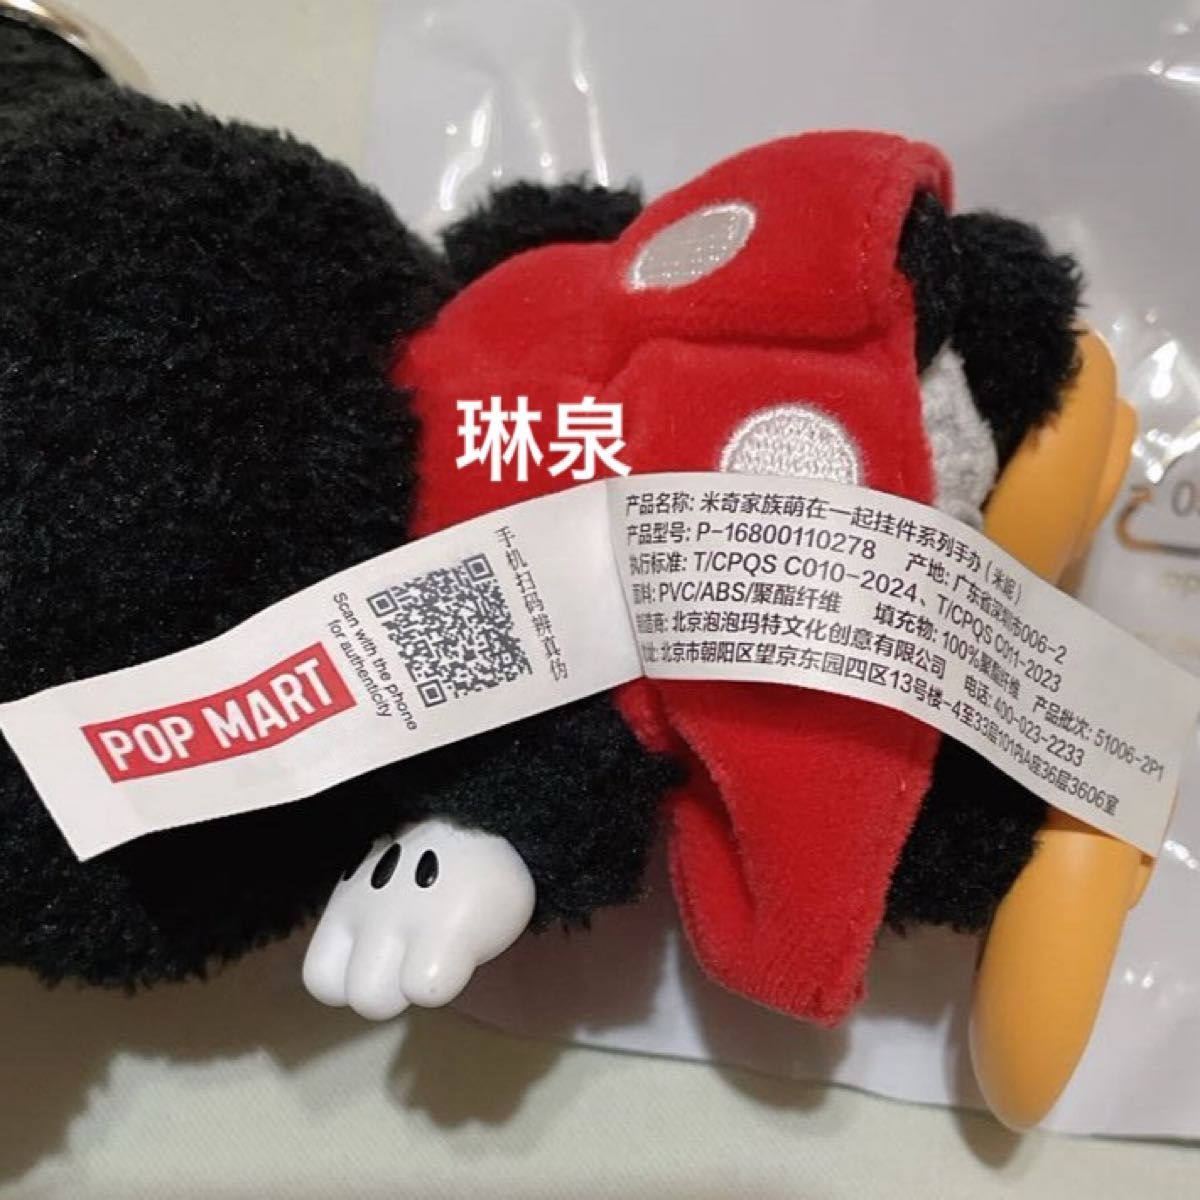 琳泉
产品名称: 米奇家族萌在一起挂件系列手办 (米妮)
产品型号: P-16800110278 产地: 广东省深圳市006-2
执行标准: T/CPQS C010-2024、T/CPQS C011-2023
面料: PVC/ABS/聚酯纤维 填充物: 100%聚酯纤维 产品批次: 51006-2P1
制造商: 北京泡泡玛特文化创意有限公司 电话: 400-023-2233
北京市朝阳区望京东园四区13号楼-4至33层101内A座36层3606室
手机扫码辨真伪
Scan with the phone
for authenticity
POP MART